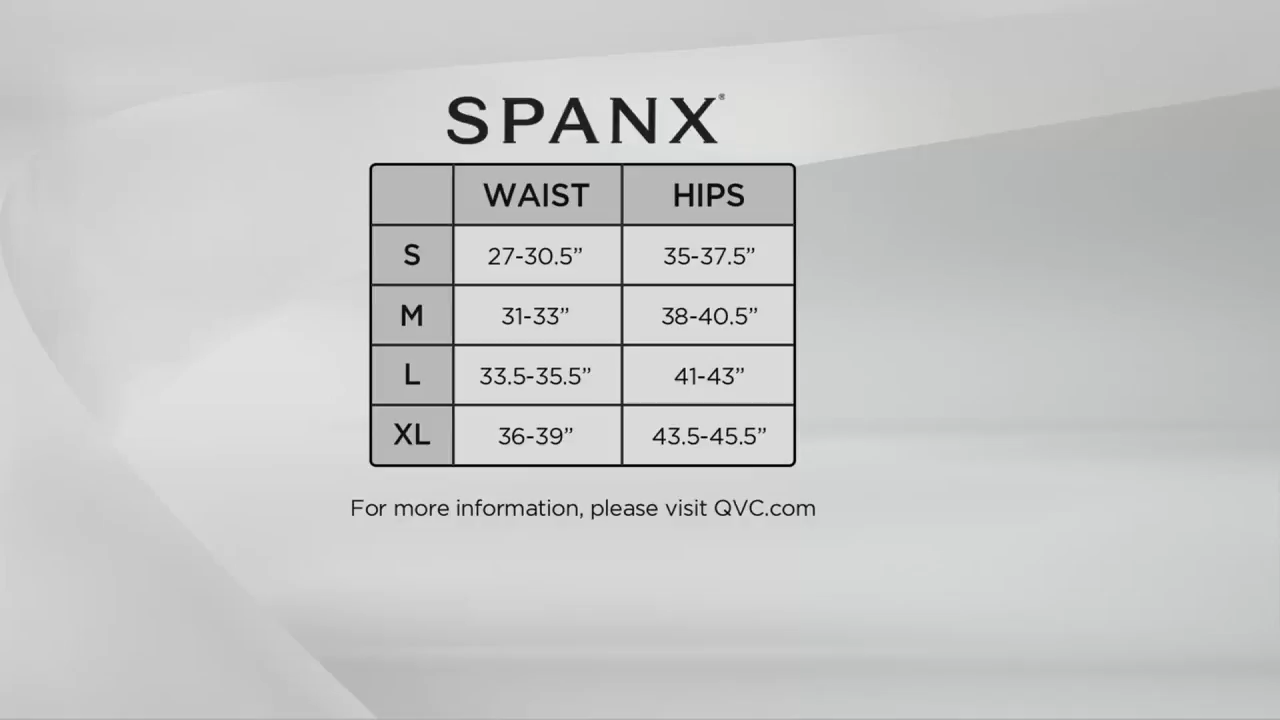 SPANX®
WAIST HIPS
S 27-30.5” 35-37.5”
M 31-33” 38-40.5”
L 33.5-35.5” 41-43”
XL 36-39” 43.5-45.5”
For more information, please visit QVC.com